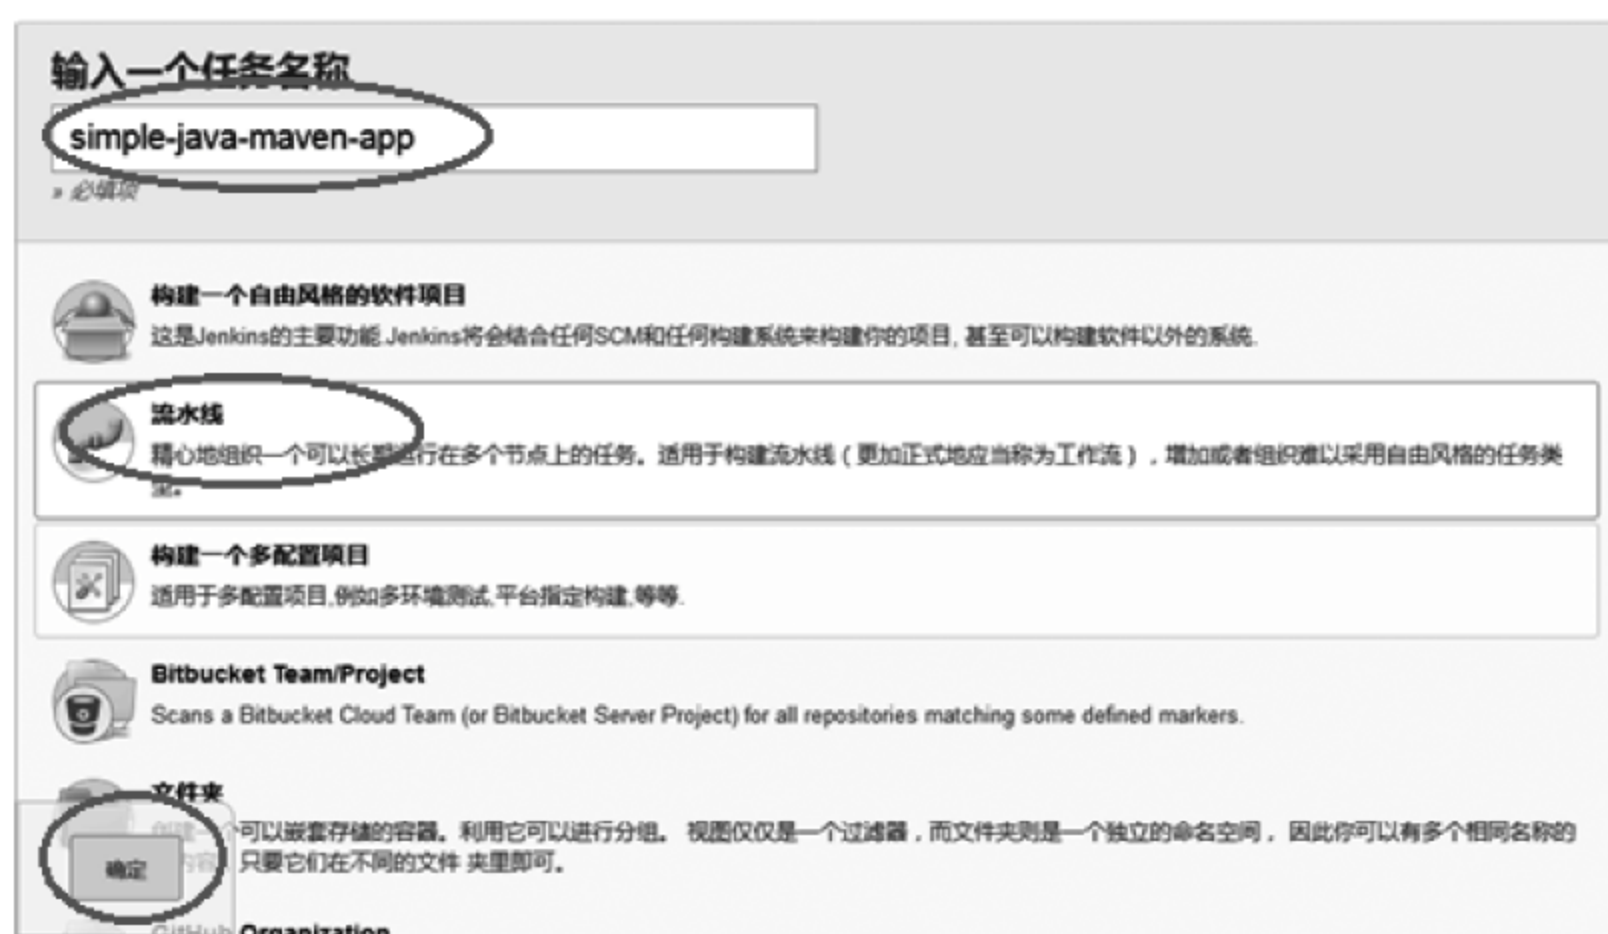 输入一个任务名称
simple-java-maven-app
» 必填项
构建一个自由风格的软件项目
这是Jenkins的主要功能.Jenkins将会结合任何SCM和任何构建系统来构建你的项目, 甚至可以构建软件以外的系统.
流水线
精心地组织一个可以长期运行在多个节点上的任务。适用于构建流水线（更加正式地应当称为工作流），增加或者组织难以采用自由风格的任务类
型。
构建一个多配置项目
适用于多配置项目,例如多环境测试,平台指定构建,等等.
Bitbucket Team/Project
Scans a Bitbucket Cloud Team (or Bitbucket Server Project) for all repositories matching some defined markers.
文件夹
创建一个可以嵌套存储的容器。利用它可以进行分组。 视图仅仅是一个过滤器，而文件夹则是一个独立的命名空间， 因此你可以有多个相同名称的
内容，只要它们在不同的文件 夹里即可。
确定
GitHub Organization